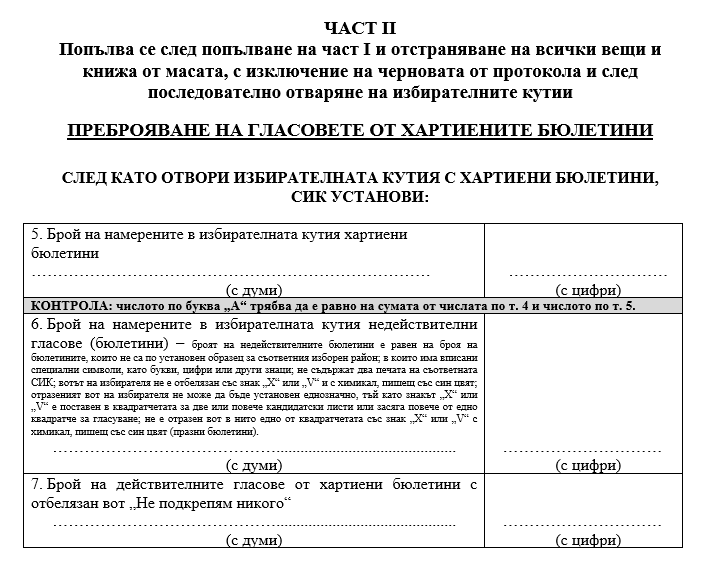 ЧАСТ II
Попълва се след попълване на част I и отстраняване на всички вещи и
книжа от масата, с изключение на черновата от протокола и след
последователно отваряне на избирателните кутии
ПРЕБРОЯВАНЕ НА ГЛАСОВЕТЕ ОТ ХАРТИЕНИТЕ БЮЛЕТИНИ
СЛЕД КАТО ОТВОРИ ИЗБИРАТЕЛНАТА КУТИЯ С ХАРТИЕНИ БЮЛЕТИНИ,
СИК УСТАНОВИ:
5. Брой на намерените в избирателната кутия хартиени
бюлетини
…………………………………………………………………
(с думи)
…………………………
(с цифри)
КОНТРОЛА: числото по буква „А“ трябва да е равно на сумата от числата по т. 4 и числото по т. 5.
6. Брой на намерените в избирателната кутия недействителни
гласове (бюлетини) – броят на недействителните бюлетини е равен на броя на
бюлетините, които не са по установен образец за съответния изборен район; в които има вписани
специални символи, като букви, цифри или други знаци; не съдържат два печата на съответната
СИК; вотът на избирателя не е отбелязан със знак „X“ или „V“ и с химикал, пишещ със син цвят;
отразеният вот на избирателя не може да бъде установен еднозначно, тъй като знакът „X“ или
„V“ е поставен в квадратчетата за две или повече кандидатски листи или засяга повече от едно
квадратче за гласуване; не е отразен вот в нито едно от квадратчетата със знак „X“ или „V“ с
химикал, пишещ със син цвят (празни бюлетини).
……………………………………...............................................
(с думи)
…………………………
(с цифри)
7. Брой на действителните гласове от хартиени бюлетини с
отбелязан вот „Не подкрепям никого“
……………………………………...............................................
(с думи)
…………………………
(с цифри)